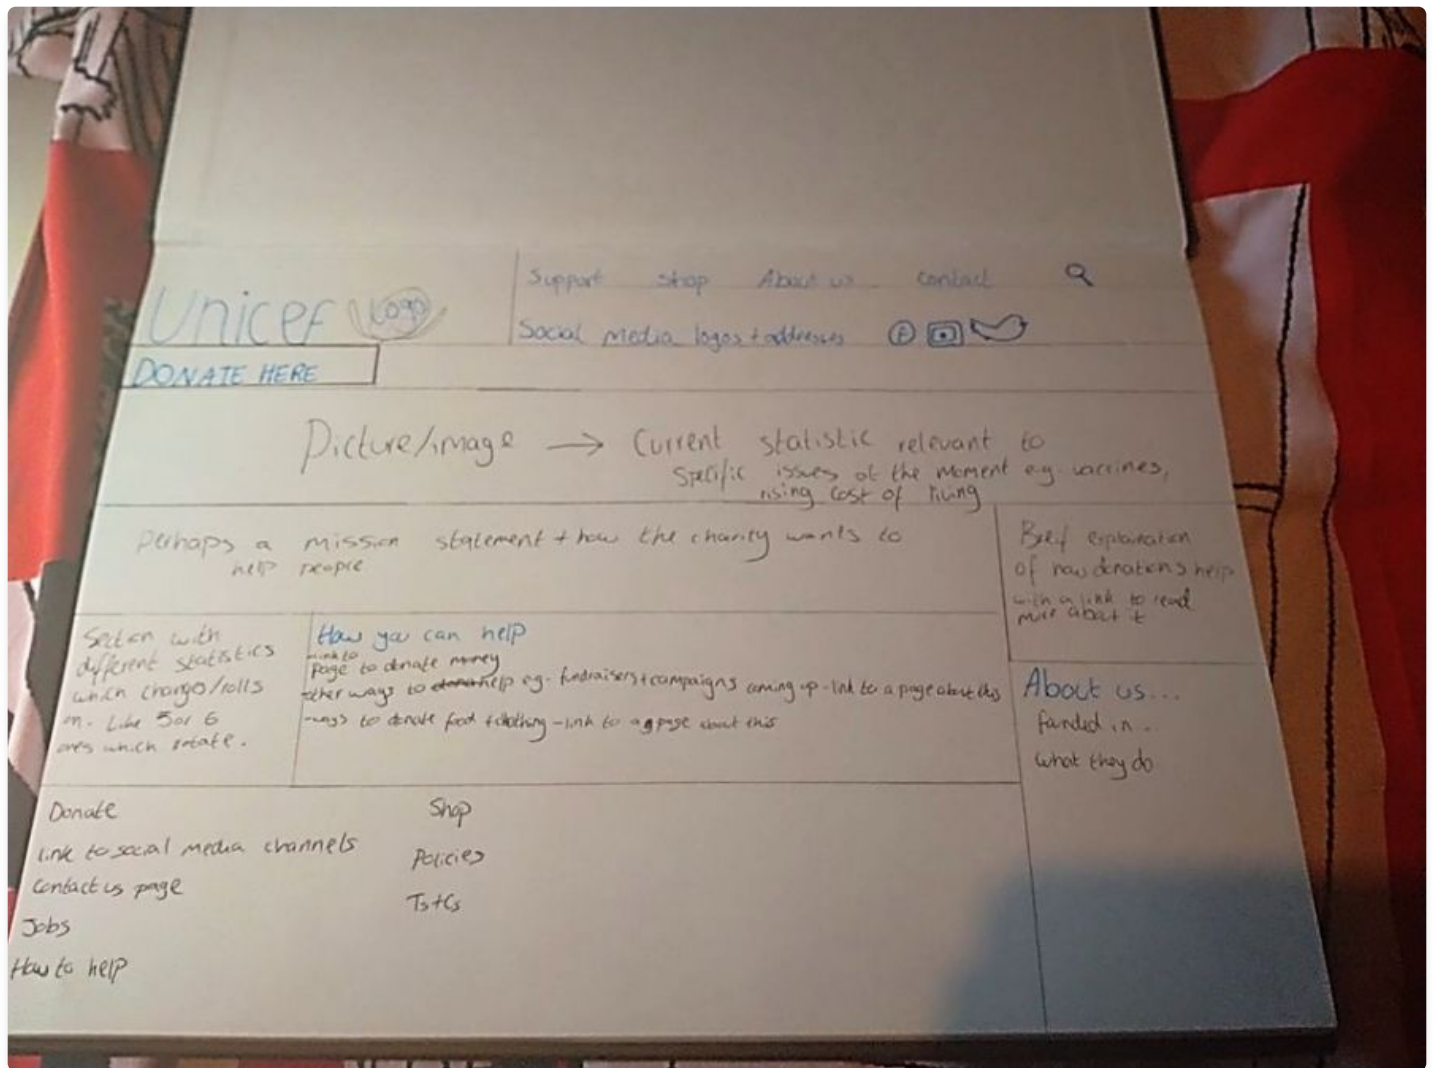 Unicef Logo
Support shop About us contact
Social media logos + addresses f
DONATE HERE
Picture/image → Current statistic relevant to
specific issues of the moment e.g. vaccines,
rising cost of living
perhaps a mission statement + how the charity wants to
help people
Breif explaination
of how donations help
with a link to read
more about it
Section with
different statistics
which change/rolls
on. Like 5 or 6
ones which rotate.
How you can help
link to
page to donate money
other ways to help eg. fundraisers + campaigns coming up - link to a page about this
ways to donate food + clothing - link to a page about this
About us...
funded in..
what they do
Donate
link to social media channels
Contact us page
Jobs
How to help
Shop
Policies
Ts+Cs